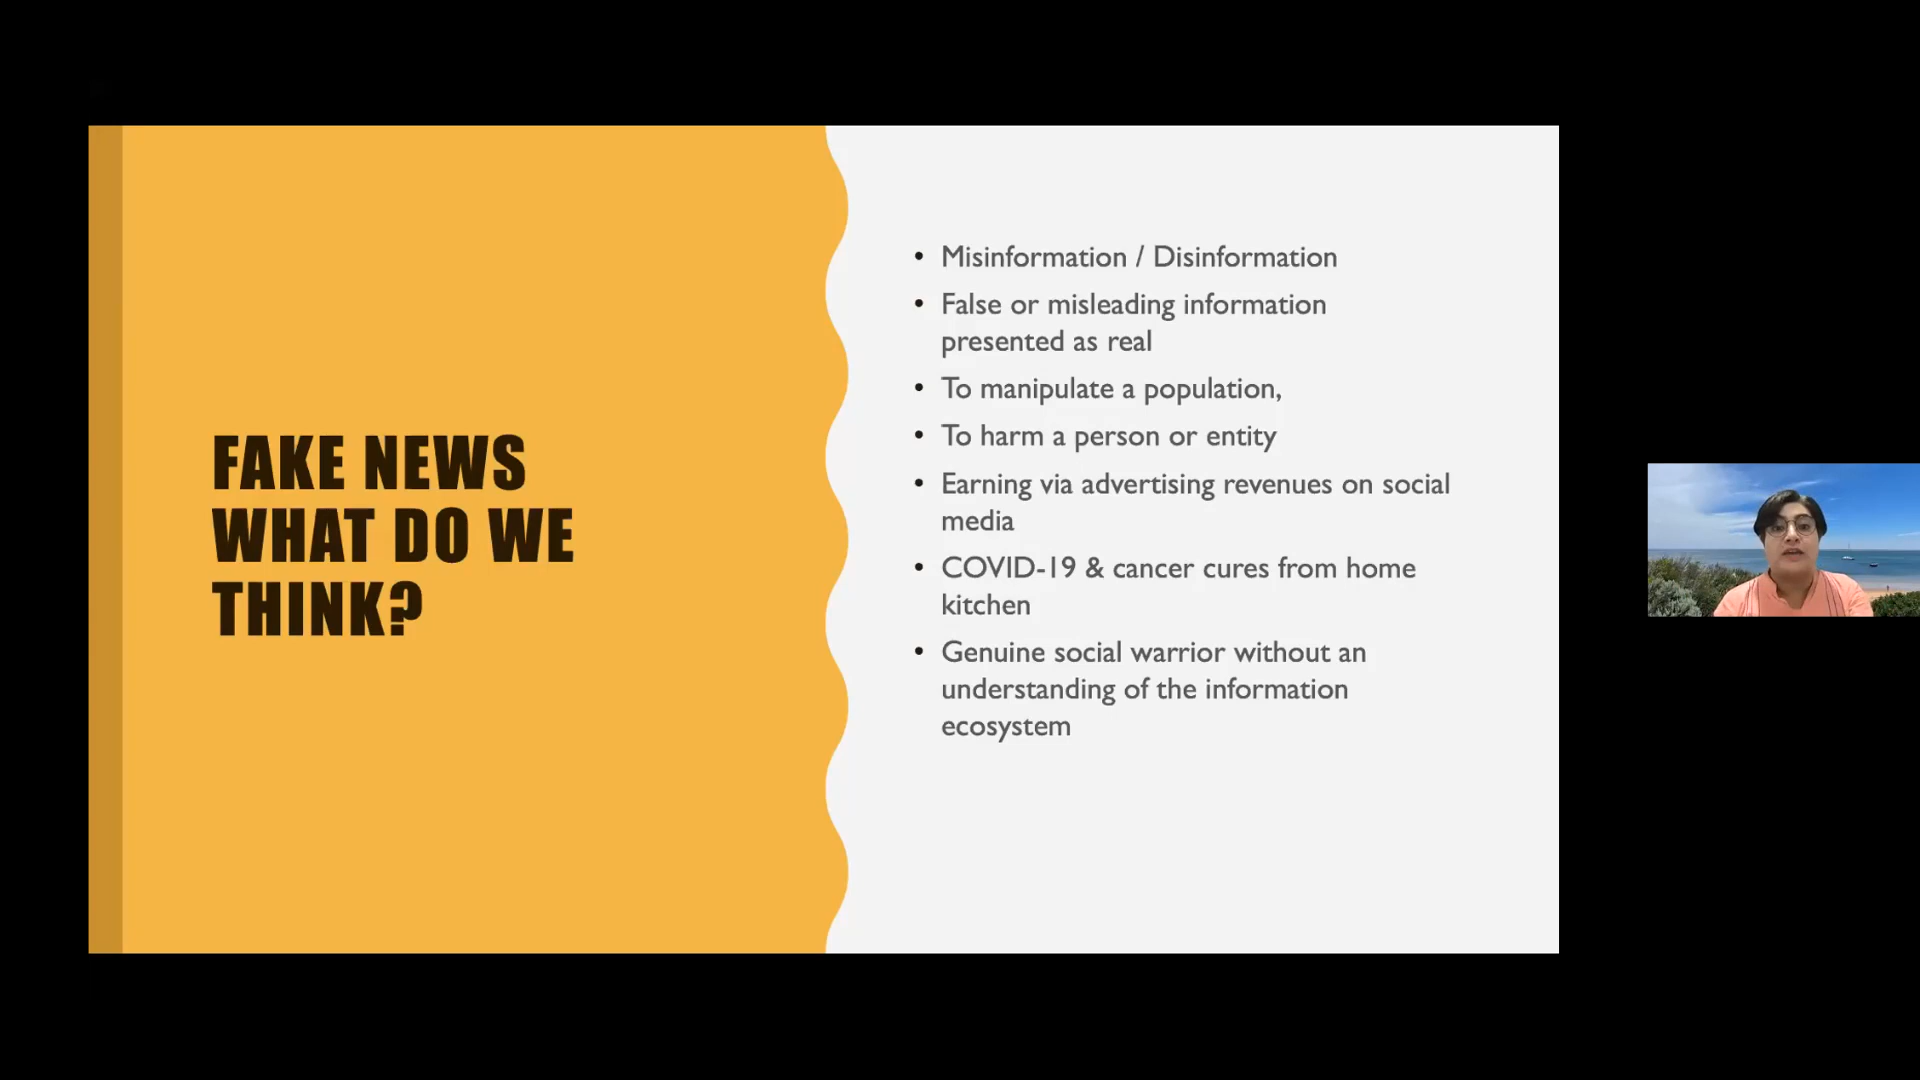 FAKE NEWS
WHAT DO WE
THINK?
• Misinformation / Disinformation
• False or misleading information
presented as real
• To manipulate a population,
• To harm a person or entity
• Earning via advertising revenues on social
media
• COVID-19 & cancer cures from home
kitchen
• Genuine social warrior without an
understanding of the information
ecosystem